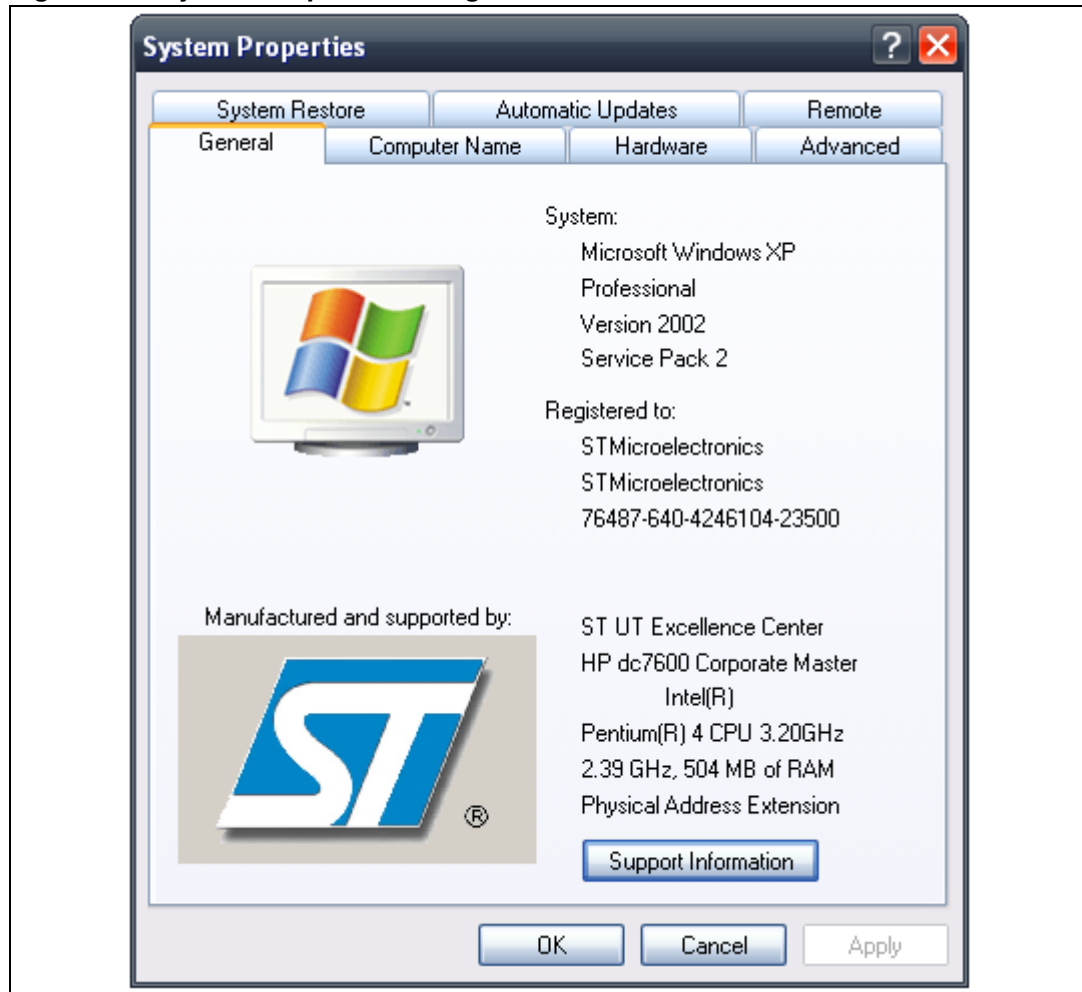 System Properties
System Restore Automatic Updates Remote
General Computer Name Hardware Advanced
System:
Microsoft Windows XP
Professional
Version 2002
Service Pack 2
Registered to:
STMicroelectronics
STMicroelectronics
76487-640-4246104-23500
Manufactured and supported by:
ST
®
ST UT Excellence Center
HP dc7600 Corporate Master
Intel(R)
Pentium(R) 4 CPU 3.20GHz
2.39 GHz, 504 MB of RAM
Physical Address Extension
Support Information
OK Cancel Apply